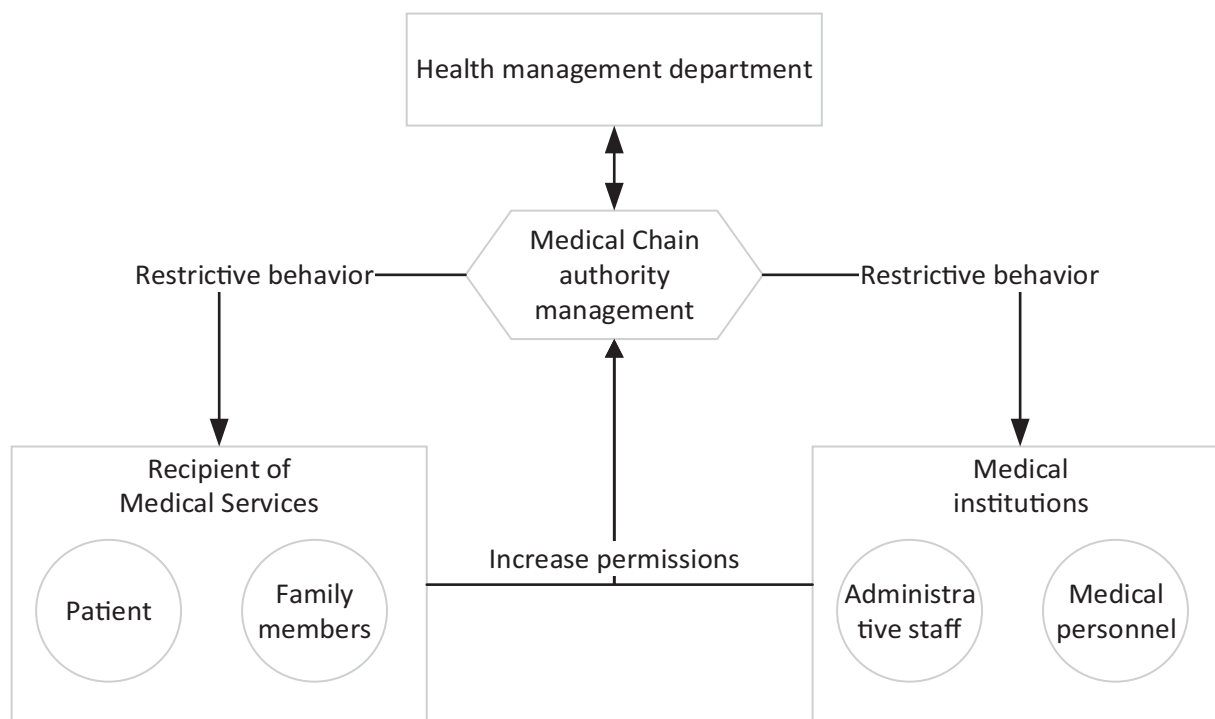 Health management department
Medical Chain
authority
management
Restrictive behavior
Restrictive behavior
Recipient of
Medical Services
Medical
institutions
Increase permissions
Patient
Family
members
Administra
tive staff
Medical
personnel